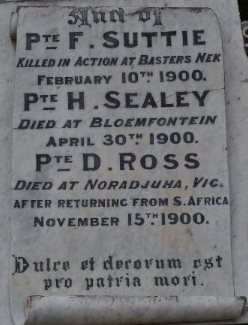 And of
PTE F. SUTTIE
KILLED IN ACTION AT BASTERS NEK
FEBRUARY 10TH 1900.
PTE H. SEALEY
DIED AT BLOEMFONTEIN
APRIL 30TH 1900.
PTE D. ROSS
DIED AT NORADJUHA, VIC.
AFTER RETURNING FROM S. AFRICA
NOVEMBER 15TH 1900.
Dulce et decorum est
pro patria mori.